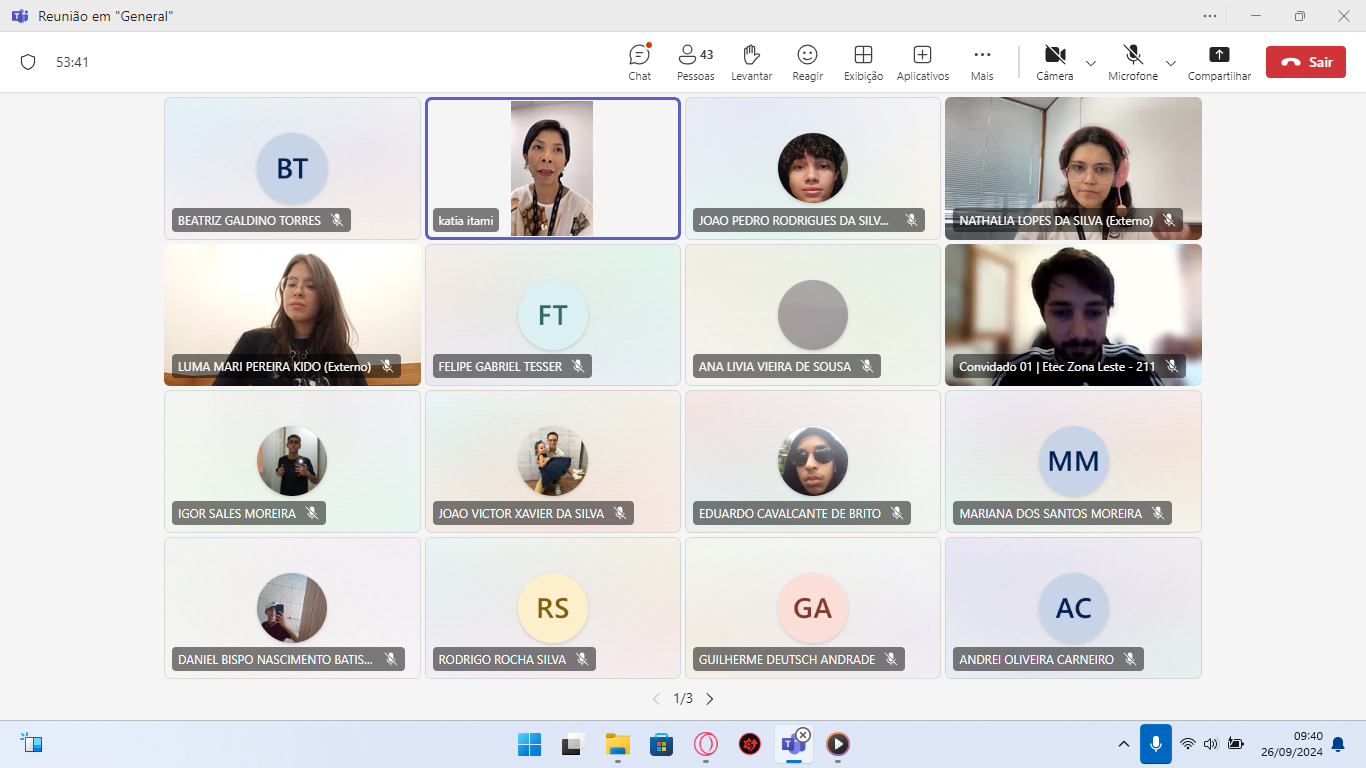 Reunião em "General"
53:41
Chat
43
Pessoas
Levantar
Reagir
Exibição
Aplicativos
Mais
Câmera
Microfone
Compartilhar
Sair
BT
BEATRIZ GALDINO TORRES
katia itami
JOAO PEDRO RODRIGUES DA SILV...
NATHALIA LOPES DA SILVA (Externo)
LUMA MARI PEREIRA KIDO (Externo)
FT
FELIPE GABRIEL TESSER
ANA LIVIA VIEIRA DE SOUSA
Convidado 01 | Etec Zona Leste - 211
IGOR SALES MOREIRA
JOAO VICTOR XAVIER DA SILVA
EDUARDO CAVALCANTE DE BRITO
MM
MARIANA DOS SANTOS MOREIRA
DANIEL BISPO NASCIMENTO BATIS...
RS
RODRIGO ROCHA SILVA
GA
GUILHERME DEUTSCH ANDRADE
AC
ANDREI OLIVEIRA CARNEIRO
1/3
09:40
26/09/2024